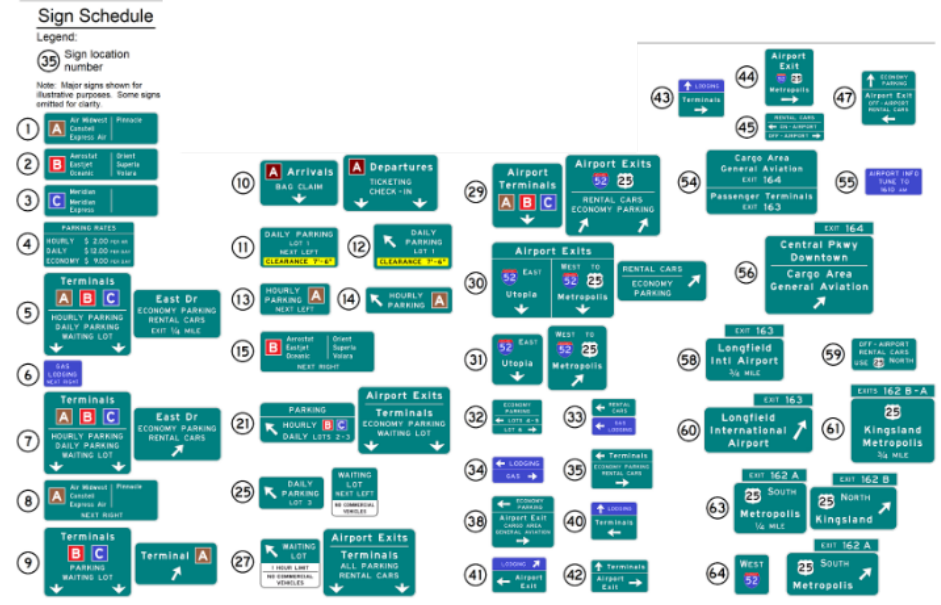 Sign Schedule
Legend:
35 Sign location
number
Note: Major signs shown for
illustrative purposes. Some signs
omitted for clarity.
1
A Air Midwest Pinnacle
Constell
Express Air
2
B Aerostat Orient
Eastjet Superia
Oceanic Volara
3
C Meridian
Meridian
Express
4
PARKING RATES
HOURLY $ 2.00
DAILY $12.00
ECONOMY $ 9.00
5
Terminals
A B C
HOURLY PARKING
DAILY PARKING
WAITING LOT
East Dr
ECONOMY PARKING
RENTAL CARS
EXIT ¼ MILE
6
GAS
LODGING
NEXT RIGHT
7
Terminals
A B C
HOURLY PARKING
DAILY PARKING
WAITING LOT
East Dr
ECONOMY PARKING
RENTAL CARS
8
A Air Midwest Pinnacle
Constell
Express Air
NEXT RIGHT
9
Terminals
B C
PARKING
WAITING LOT
Terminal A
10
A Arrivals
BAG CLAIM
A Departures
TICKETING
CHECK-IN
11
DAILY PARKING
LOT 1
NEXT LEFT
CLEARANCE 7'-6"
12
DAILY
PARKING
LOT 1
CLEARANCE 7'-6"
13
HOURLY
PARKING A
NEXT LEFT
14
HOURLY
PARKING A
15
B Aerostat Orient
Eastjet Superia
Oceanic Volara
NEXT RIGHT
21
PARKING
HOURLY B C
DAILY LOTS 2-3
Airport Exits
Terminals
ECONOMY PARKING
WAITING LOT
25
DAILY
PARKING
LOT 3
WAITING
LOT
NEXT LEFT
NO COMMERCIAL
VEHICLES
27
WAITING
LOT
1 HOUR LIMIT
NO COMMERCIAL
VEHICLES
Airport Exits
Terminals
ALL PARKING
RENTAL CARS
29
Airport
Terminals
A B C
Airport Exits
52 25
RENTAL CARS
ECONOMY PARKING
30
Airport Exits
52 EAST
Utopia
WEST TO
52 25
Metropolis
RENTAL CARS
ECONOMY
PARKING
31
52 EAST
Utopia
WEST TO
52 25
Metropolis
32
ECONOMY
PARKING
33
RENTAL
CARS
GAS
LODGING
34
LODGING
GAS
35
Terminals
ECONOMY PARKING
RENTAL CARS
38
ECONOMY
PARKING
Airport Exit
CARGO AREA
GENERAL AVIATION
40
LODGING
Terminals
41
LODGING
Airport
Exit
42
Terminals
Airport
Exit
43
LODGING
Terminals
44
Airport
Exit
52 25
Metropolis
45
RENTAL CARS
ON-AIRPORT
OFF-AIRPORT
47
ECONOMY
PARKING
Airport Exit
OFF-AIRPORT
RENTAL CARS
54
Cargo Area
General Aviation
EXIT 164
Passenger Terminals
EXIT 163
55
AIRPORT INFO
TUNE TO
1610 AM
56
EXIT 164
Central Pkwy
Downtown
Cargo Area
General Aviation
58
EXIT 163
Longfield
Intl Airport
¾ MILE
59
OFF-AIRPORT
RENTAL CARS
USE 25 NORTH
60
EXIT 163
Longfield
International
Airport
61
EXITS 162 B-A
25
Kingsland
Metropolis
¾ MILE
63
EXIT 162 A
25 SOUTH
Metropolis
¼ MILE
EXIT 162 B
25 NORTH
Kingsland
64
WEST
52
EXIT 162 A
25 SOUTH
Metropolis